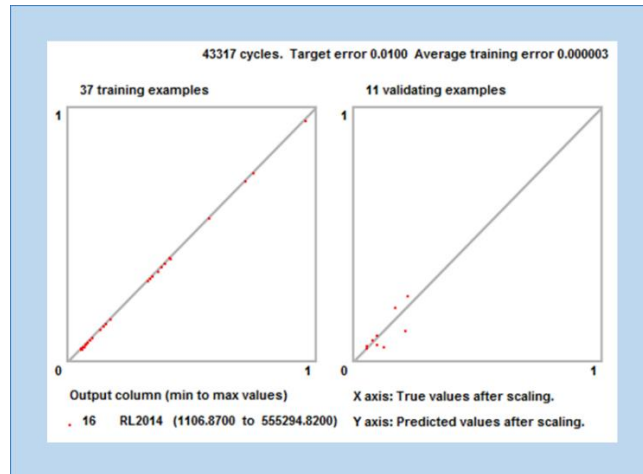 43317 cycles. Target error 0.0100 Average training error 0.000003
37 training examples
11 validating examples
1
1
0
1
0
1
Output column (min to max values)
X axis: True values after scaling.
. 16 RL2014 (1106.8700 to 555294.8200)
Y axis: Predicted values after scaling.